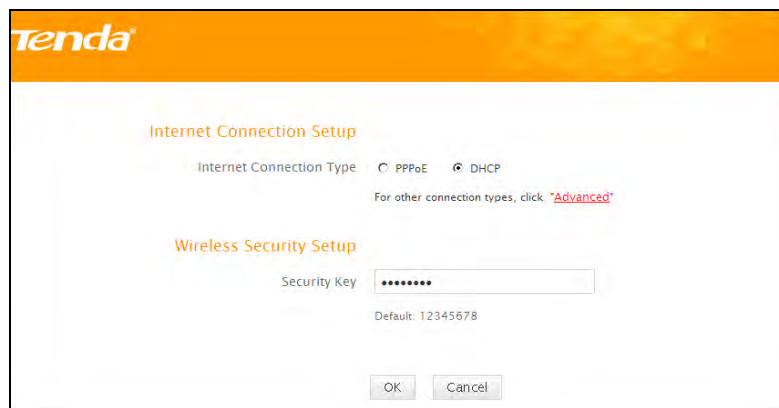 Tenda®
Internet Connection Setup
Internet Connection Type PPPoE DHCP
For other connection types, click "Advanced"
Wireless Security Setup
Security Key ••••••••
Default: 12345678
OK Cancel